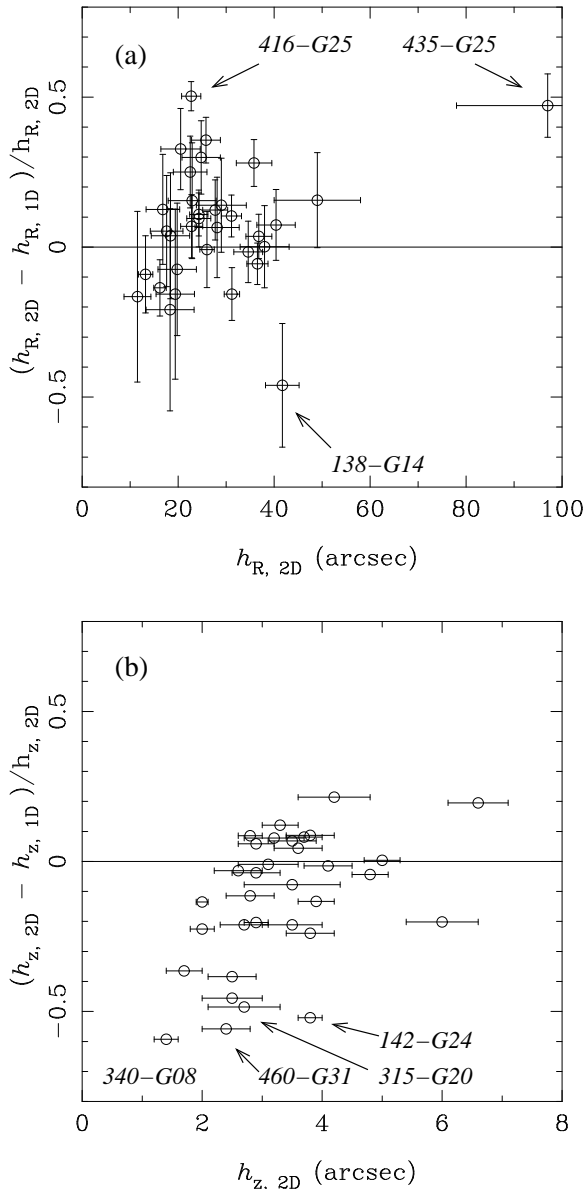 (a)
416−G25
435−G25
0.5
0
−0.5
(h_R, 2D − h_R, 1D)/h_R, 2D
138−G14
0 20 40 60 80 100
h_R, 2D (arcsec)
(b)
0.5
0
−0.5
(h_z, 2D − h_z, 1D)/h_z, 2D
142−G24
340−G08 460−G31 315−G20
0 2 4 6 8
h_z, 2D (arcsec)